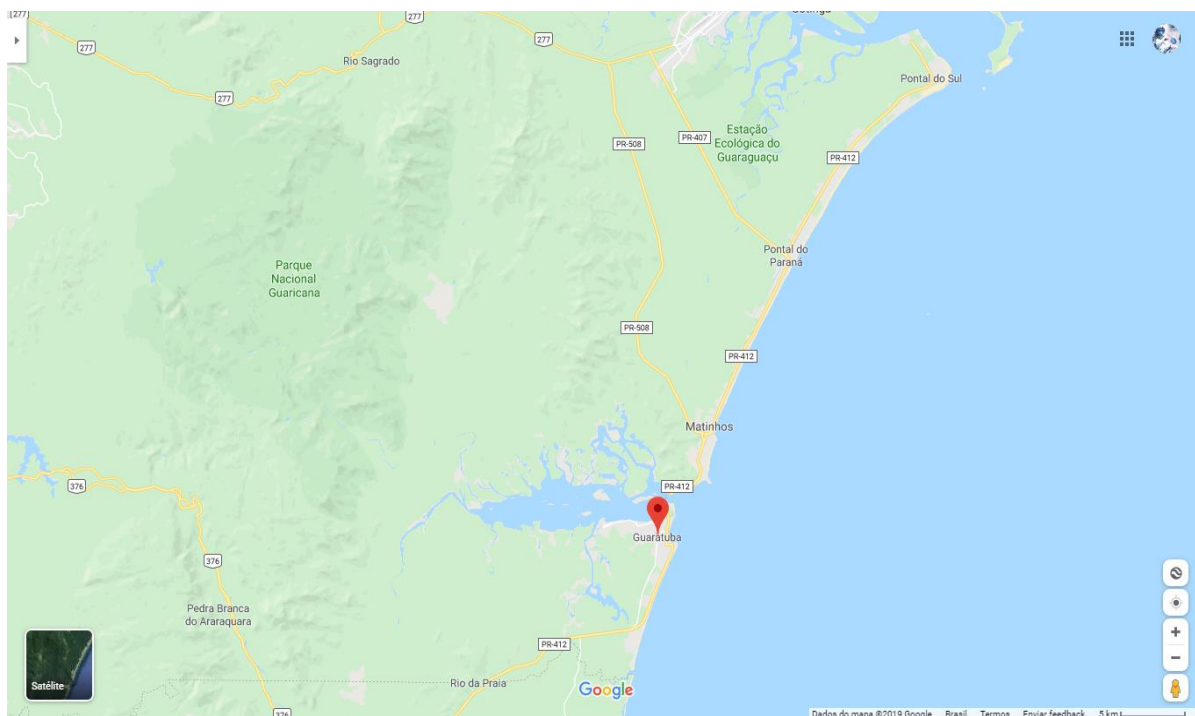 277
277
277
277
Rio Sagrado
PR-508
PR-407
Estação
Ecológica do
Guaraguaçu
Pontal do Sul
PR-412
Pontal do
Paraná
Parque
Nacional
Guaricana
PR-508
PR-412
Matinhos
376
PR-412
Guaratuba
376
Pedra Branca
do Araraquara
PR-412
Rio da Praia
Satélite
Google
376
Dados do mapa ©2019 Google Brasil Termos Enviar feedback 5 km